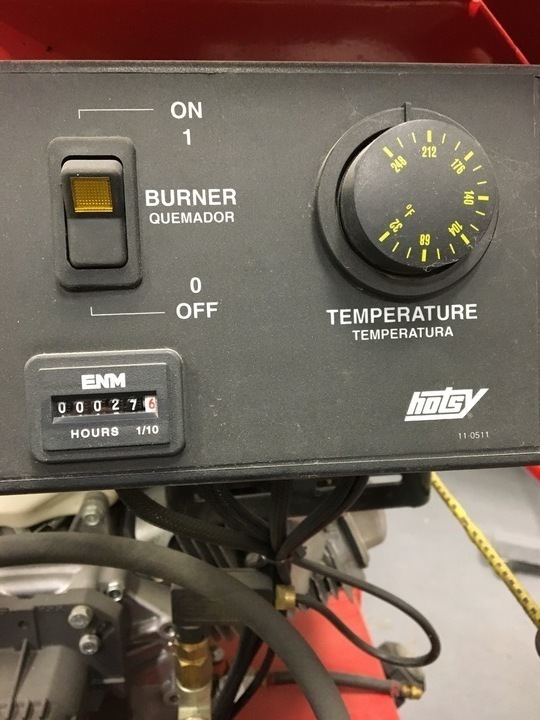 ON
1
BURNER
QUEMADOR
0
OFF
248
212
176
140
104
68
32
°F
TEMPERATURE
TEMPERATURA
ENM
000276
HOURS 1/10
hotsy
11-0511